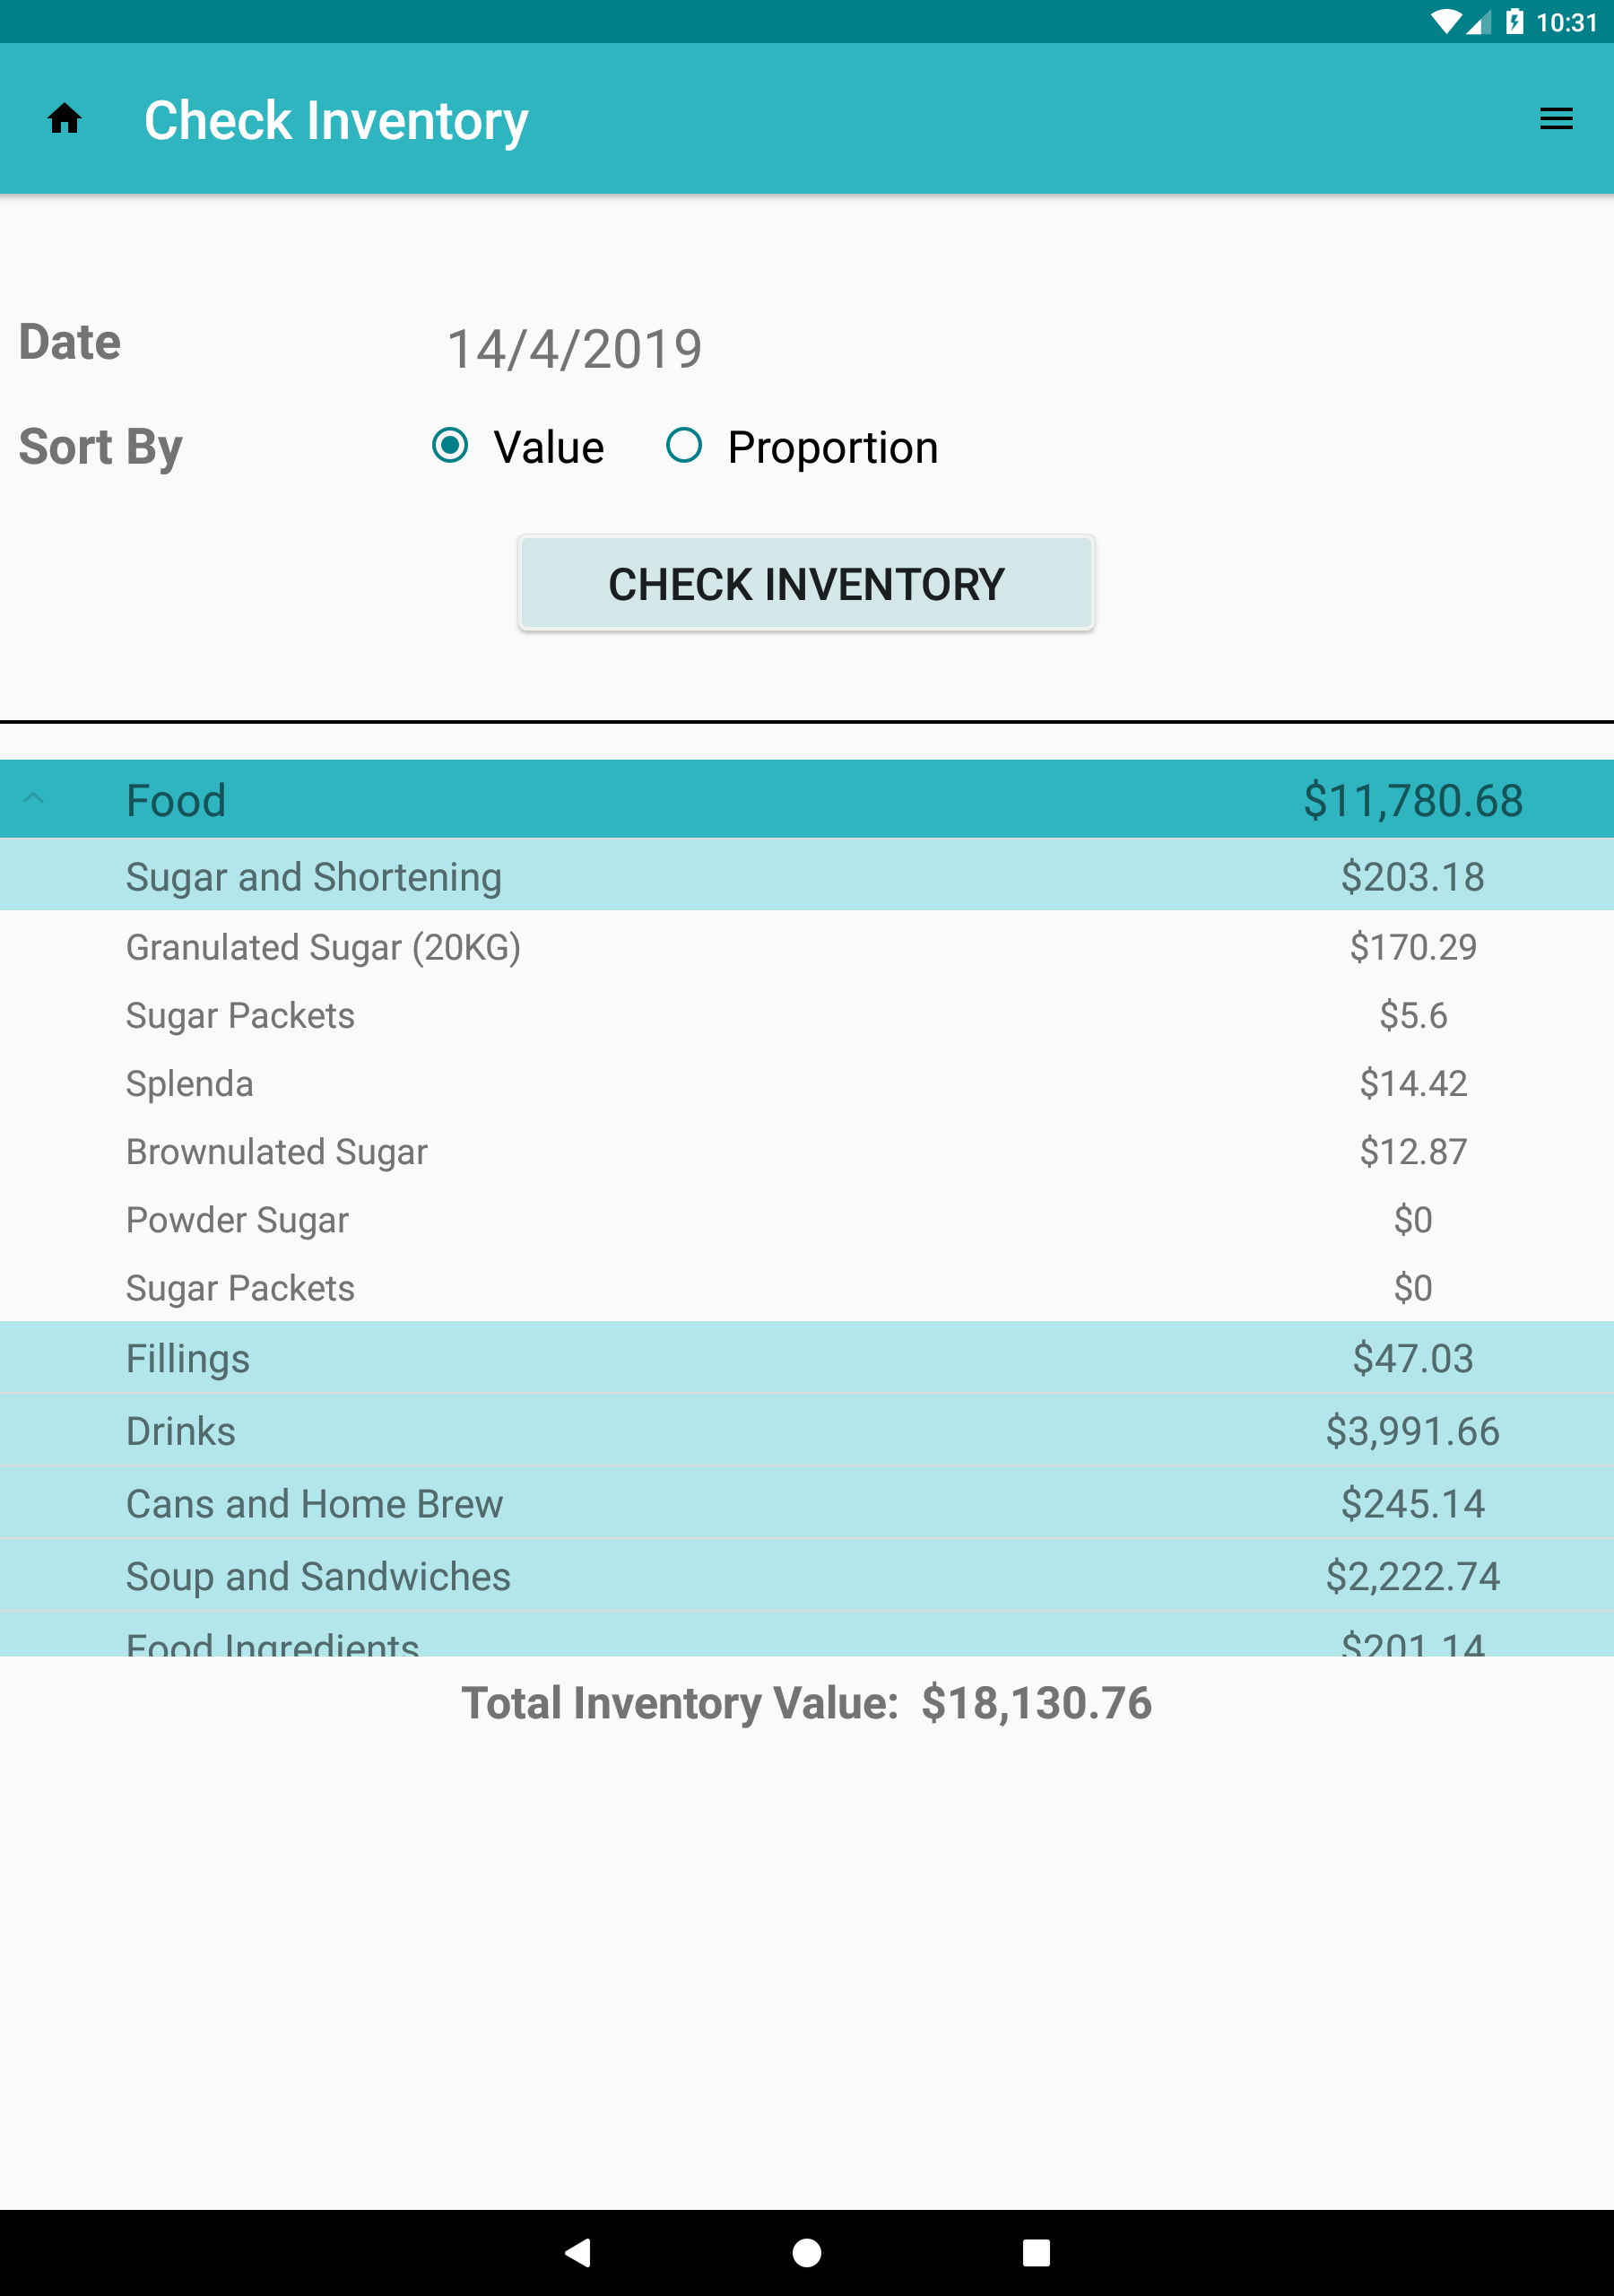 10:31
Check Inventory
Date 14/4/2019
Sort By Value Proportion
CHECK INVENTORY
Food $11,780.68
Sugar and Shortening $203.18
Granulated Sugar (20KG) $170.29
Sugar Packets $5.6
Splenda $14.42
Brownulated Sugar $12.87
Powder Sugar $0
Sugar Packets $0
Fillings $47.03
Drinks $3,991.66
Cans and Home Brew $245.14
Soup and Sandwiches $2,222.74
Food Ingredients $201.14
Total Inventory Value: $18,130.76